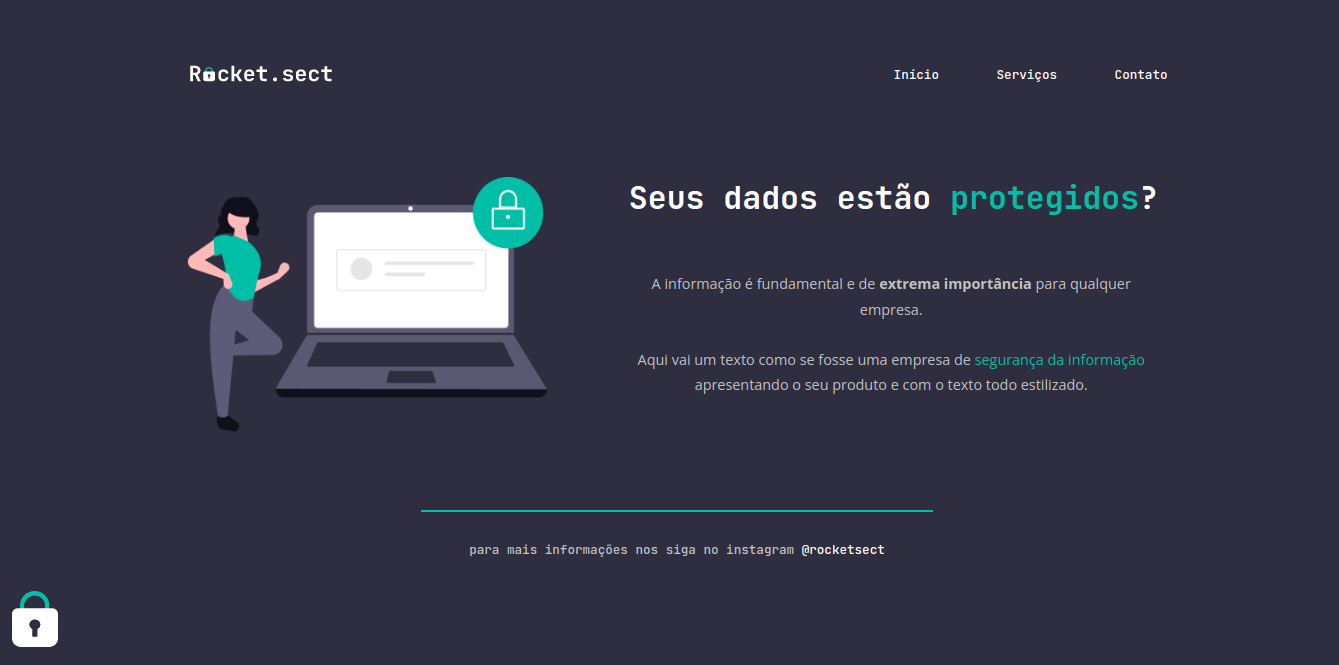 Rocket.sect
Início Serviços Contato
Seus dados estão protegidos?
A informação é fundamental e de extrema importância para qualquer
empresa.
Aqui vai um texto como se fosse uma empresa de segurança da informação
apresentando o seu produto e com o texto todo estilizado.
para mais informações nos siga no instagram @rocketsect